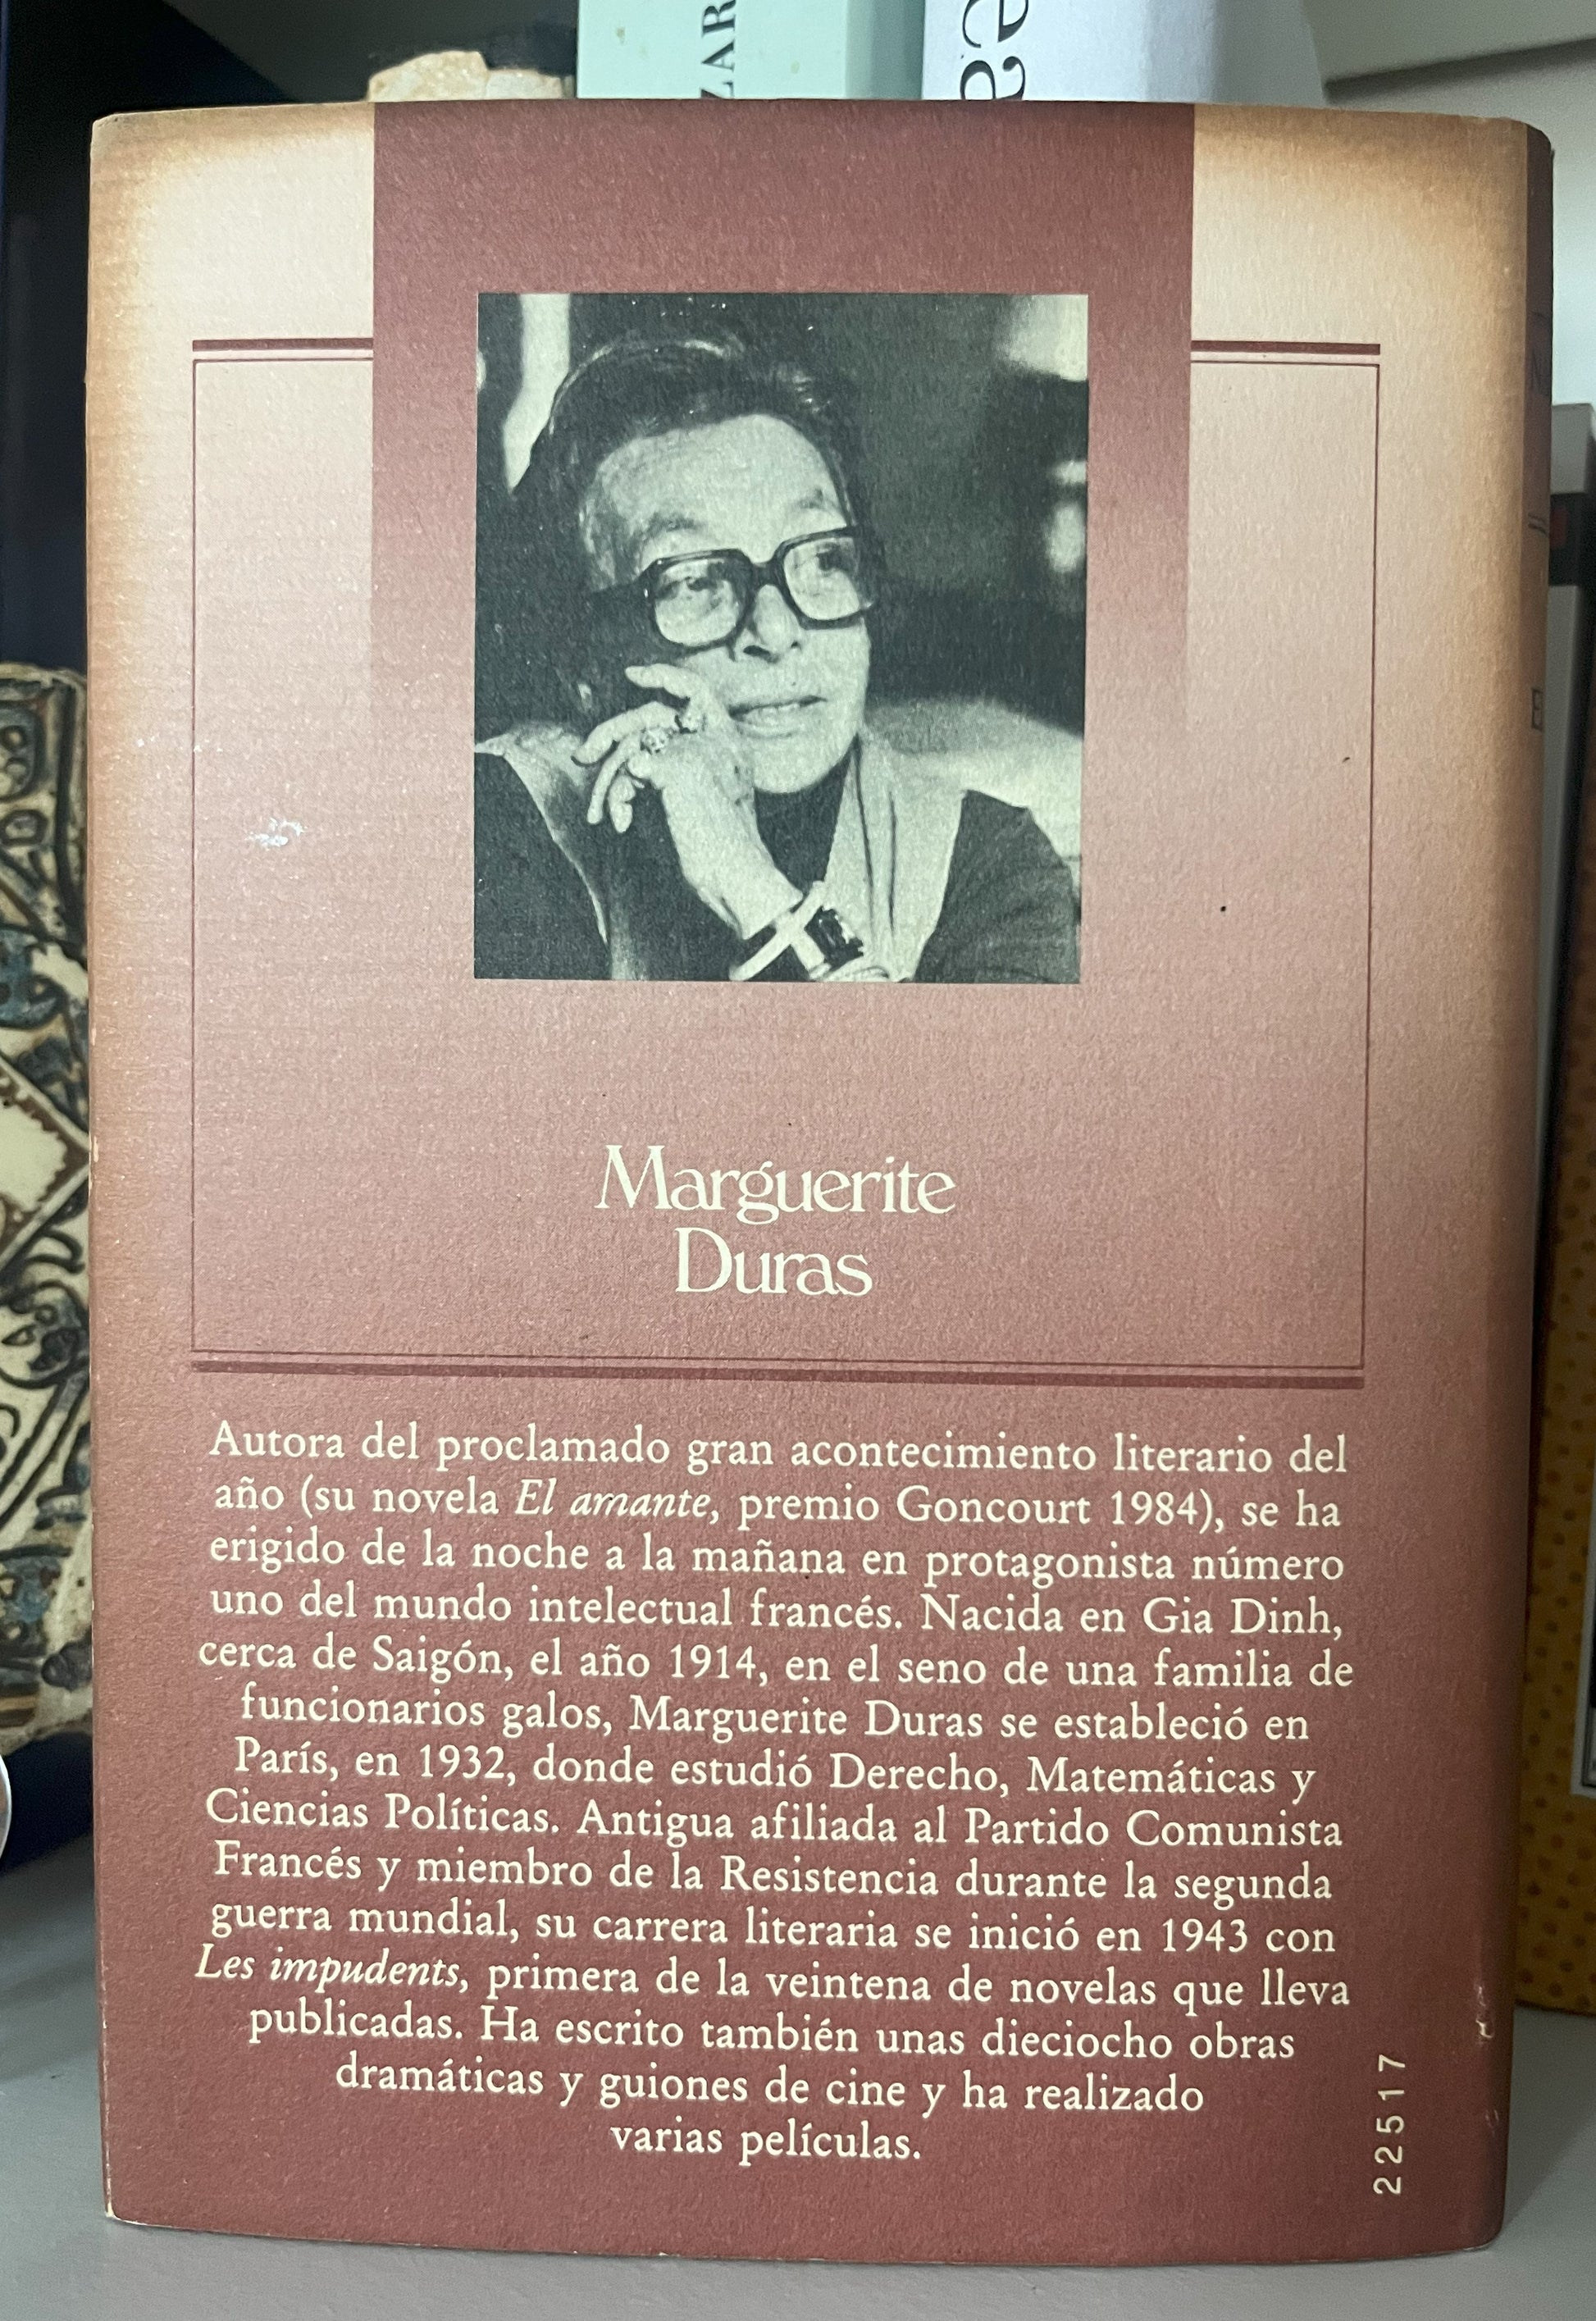 ZAR
ea
Marguerite
Duras
Autora del proclamado gran acontecimiento literario del
año (su novela El amante, premio Goncourt 1984), se ha
erigido de la noche a la mañana en protagonista número
uno del mundo intelectual francés. Nacida en Gia Dinh,
cerca de Saigón, el año 1914, en el seno de una familia de
funcionarios galos, Marguerite Duras se estableció en
París, en 1932, donde estudió Derecho, Matemáticas y
Ciencias Políticas. Antigua afiliada al Partido Comunista
Francés y miembro de la Resistencia durante la segunda
guerra mundial, su carrera literaria se inició en 1943 con
Les impudents, primera de la veintena de novelas que lleva
publicadas. Ha escrito también unas dieciocho obras
dramáticas y guiones de cine y ha realizado
varias películas.
22517